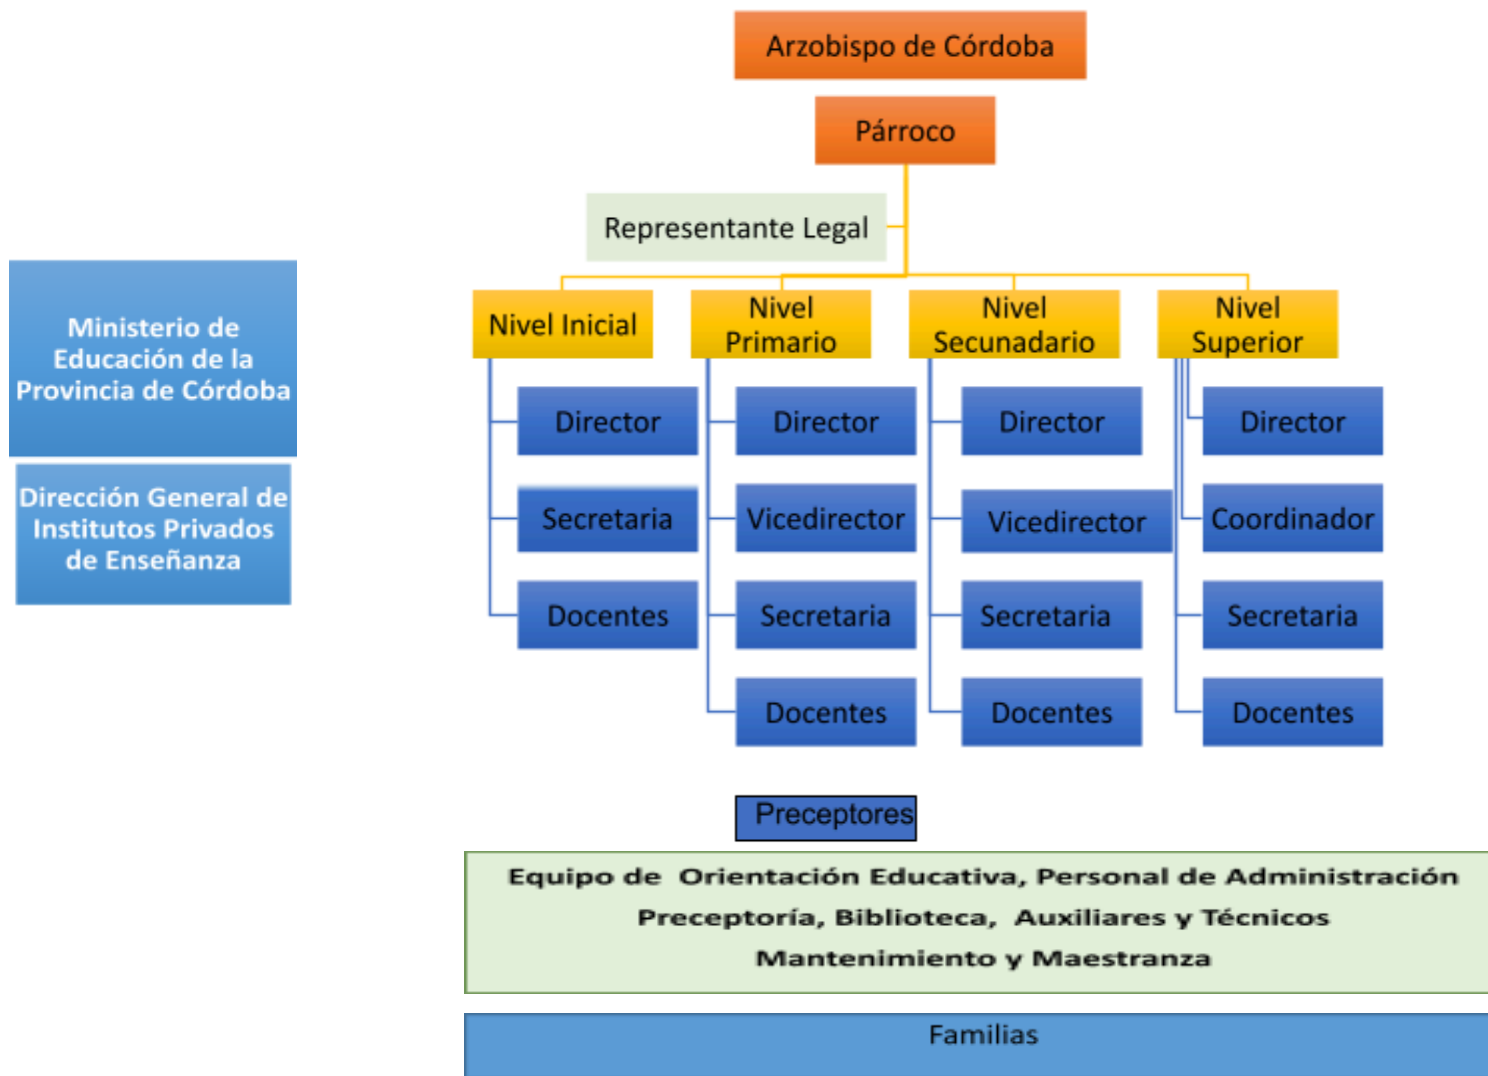 Arzobispo de Córdoba
Párroco
Representante Legal
Ministerio de
Educación de la
Provincia de Córdoba
Dirección General de
Institutos Privados
de Enseñanza
Nivel Inicial
Director
Secretaria
Docentes
Nivel
Primario
Director
Vicedirector
Secretaria
Docentes
Nivel
Secunadario
Director
Vicedirector
Secretaria
Docentes
Nivel
Superior
Director
Coordinador
Secretaria
Docentes
Preceptores
Equipo de Orientación Educativa, Personal de Administración
Preceptoría, Biblioteca, Auxiliares y Técnicos
Mantenimiento y Maestranza
Familias